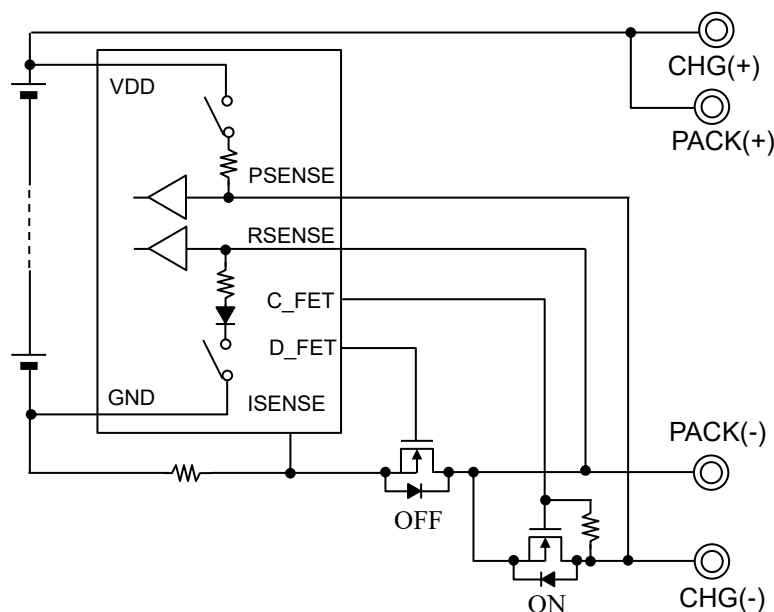 CHG(+)
VDD
PACK(+)
PSENSE
RSENSE
C_FET
D_FET
GND
ISENSE
PACK(-)
OFF
CHG(-)
ON